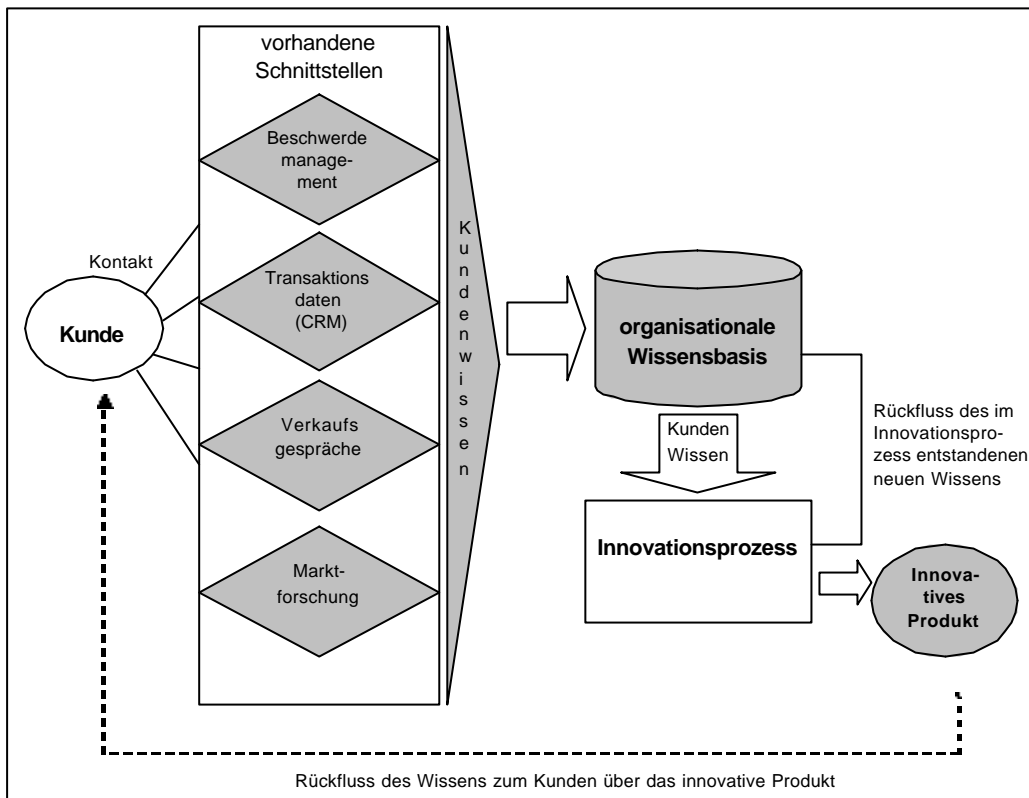 vorhandene
Schnittstellen
Beschwerde
manage-
ment
Kontakt
Transaktions
daten
(CRM)
Kunde
Verkaufs
gespräche
Markt-
forschung
Kundenwissen
organisationale
Wissensbasis
Kunden
Wissen
Rückfluss des im
Innovationspro-
zess entstandenen
neuen Wissens
Innovationsprozess
Innova-
tives
Produkt
Rückfluss des Wissens zum Kunden über das innovative Produkt